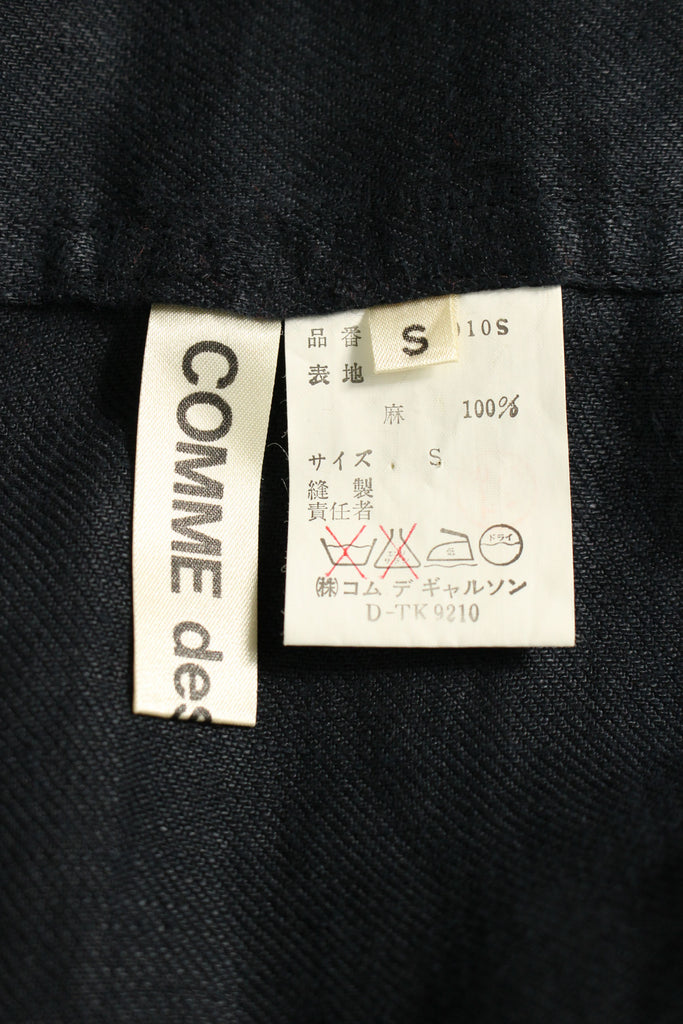 COMME des
S
品番 010S
表地
麻 100%
サイズ S
縫製
責任者
低
ドライ
(株)コム デ ギャルソン
D-TK 9210